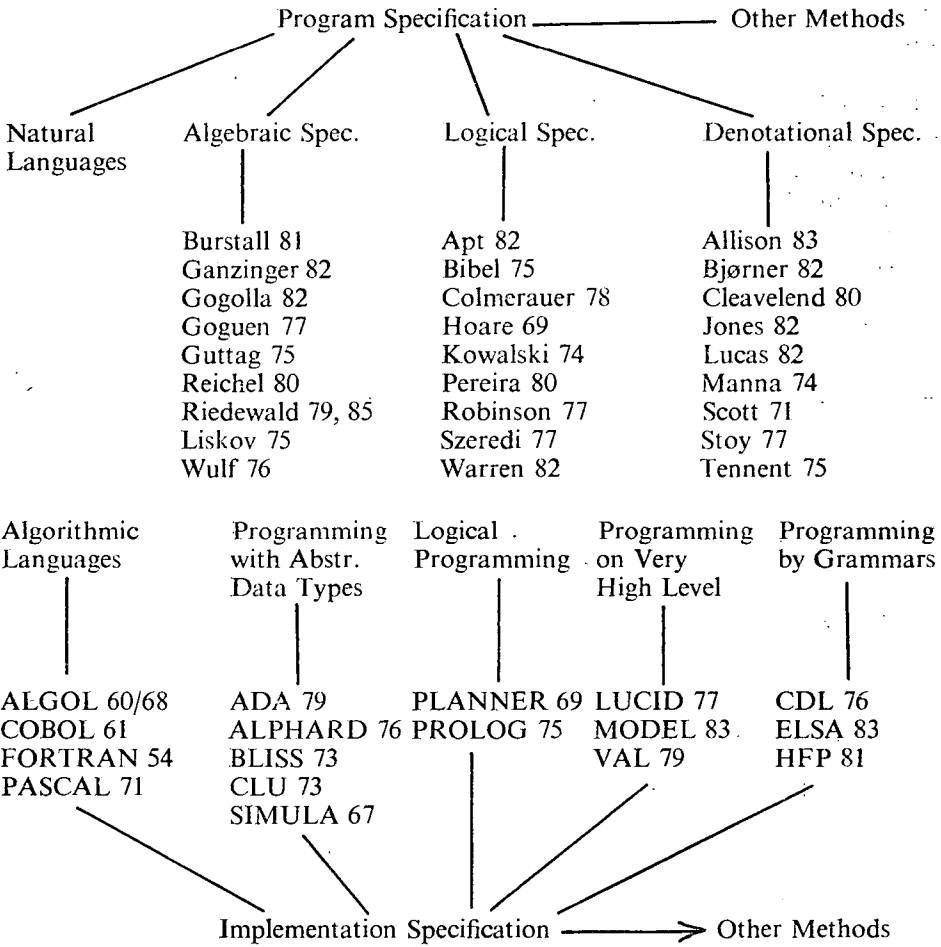 Program Specification Other Methods
Natural Languages
Algebraic Spec.
Logical Spec.
Denotational Spec.
Burstall 81
Ganzinger 82
Gogolla 82
Goguen 77
Guttag 75
Reichel 80
Riedewald 79, 85
Liskov 75
Wulf 76
Apt 82
Bibel 75
Colmerauer 78
Hoare 69
Kowalski 74
Pereira 80
Robinson 77
Szeredi 77
Warren 82
Allison 83
Bjørner 82
Cleavelend 80
Jones 82
Lucas 82
Manna 74
Scott 71
Stoy 77
Tennent 75
Algorithmic
Languages
Programming
with Abstr.
Data Types
Logical
Programming
Programming
on Very
High Level
Programming
by Grammars
ALGOL 60/68
COBOL 61
FORTRAN 54
PASCAL 71
ADA 79
ALPHARD 76
BLISS 73
CLU 73
SIMULA 67
PLANNER 69
PROLOG 75
LUCID 77
MODEL 83
VAL 79
CDL 76
ELSA 83
HFP 81
Implementation Specification Other Methods